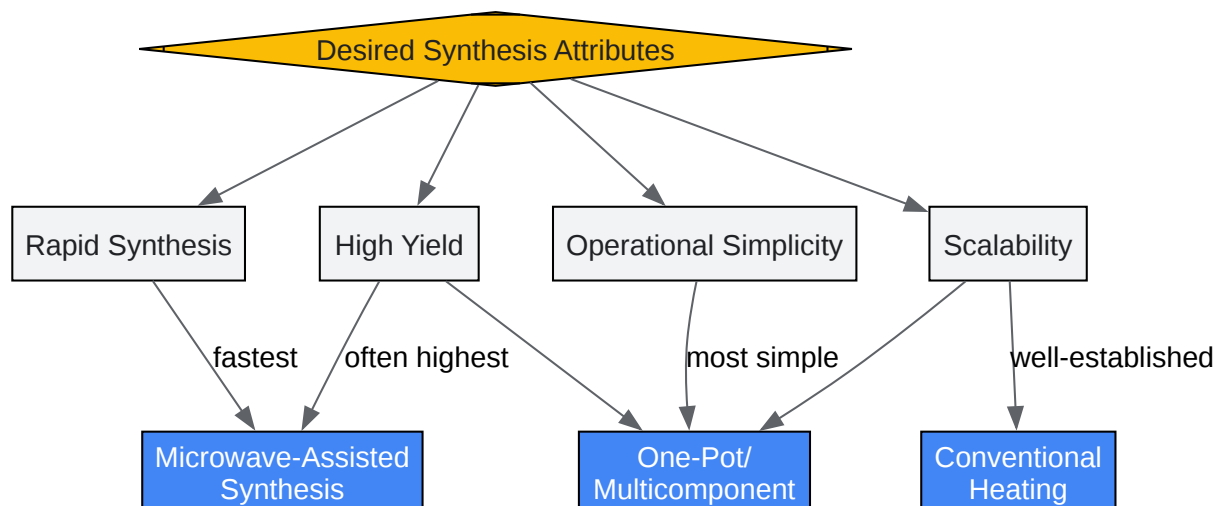 Desired Synthesis Attributes
Rapid Synthesis
High Yield
Operational Simplicity
Scalability
fastest
often highest
most simple
well-established
Microwave-Assisted
Synthesis
One-Pot/
Multicomponent
Conventional
Heating